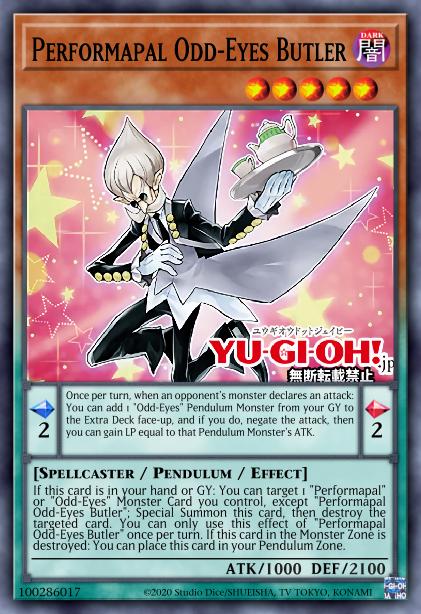 PERFORMAPAL ODD-EYES BUTLER
DARK
闇
ユウギオウドットジェイピー
YU-GI-OH!
.jp
無断転載禁止
Once per turn, when an opponent's monster declares an attack:
You can add 1 "Odd-Eyes" Pendulum Monster from your GY to
the Extra Deck face-up, and if you do, negate the attack, then
you can gain LP equal to that Pendulum Monster's ATK.
2
2
[SPELLCASTER / PENDULUM / EFFECT]
If this card is in your hand or GY: You can target 1 "Performapal"
or "Odd-Eyes" Monster Card you control, except "Performapal
Odd-Eyes Butler"; Special Summon this card, then destroy the
targeted card. You can only use this effect of "Performapal
Odd-Eyes Butler" once per turn. If this card in the Monster Zone is
destroyed: You can place this card in your Pendulum Zone.
ATK/1000 DEF/2100
100286017
©2020 Studio Dice/SHUEISHA, TV TOKYO, KONAMI